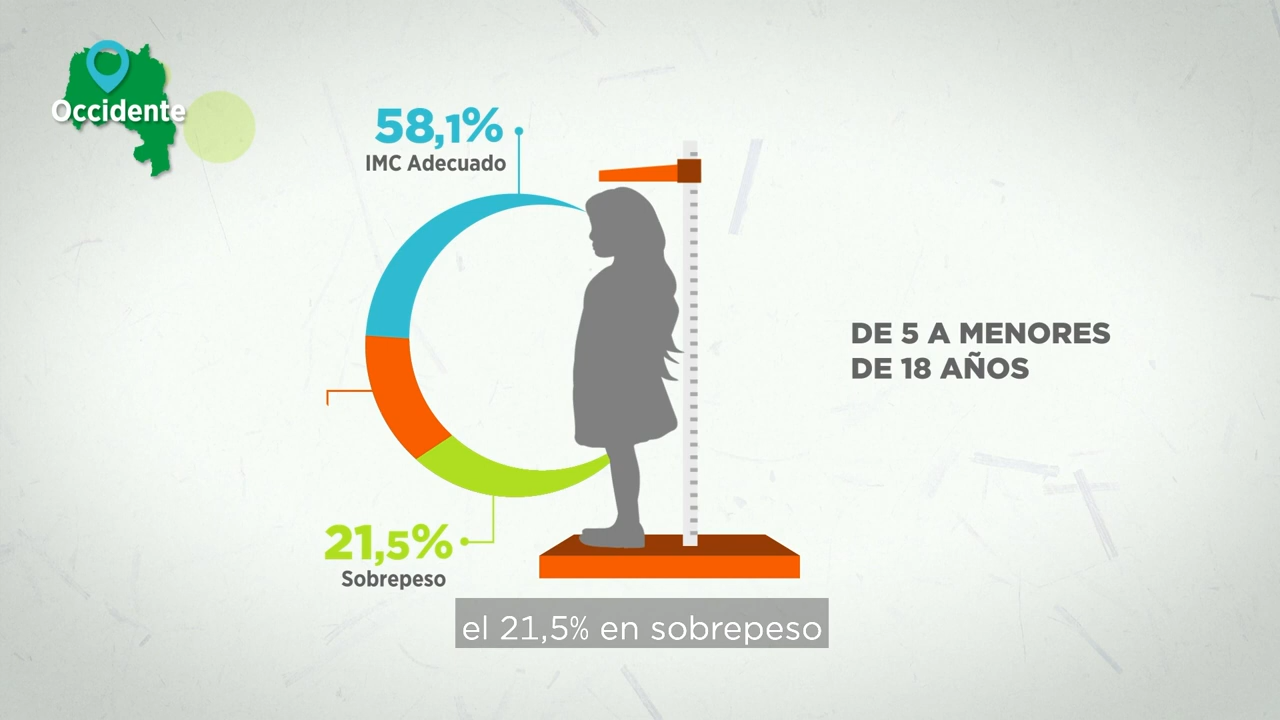 Occidente
58,1%
IMC Adecuado
DE 5 A MENORES
DE 18 AÑOS
21,5%
Sobrepeso
el 21,5% en sobrepeso